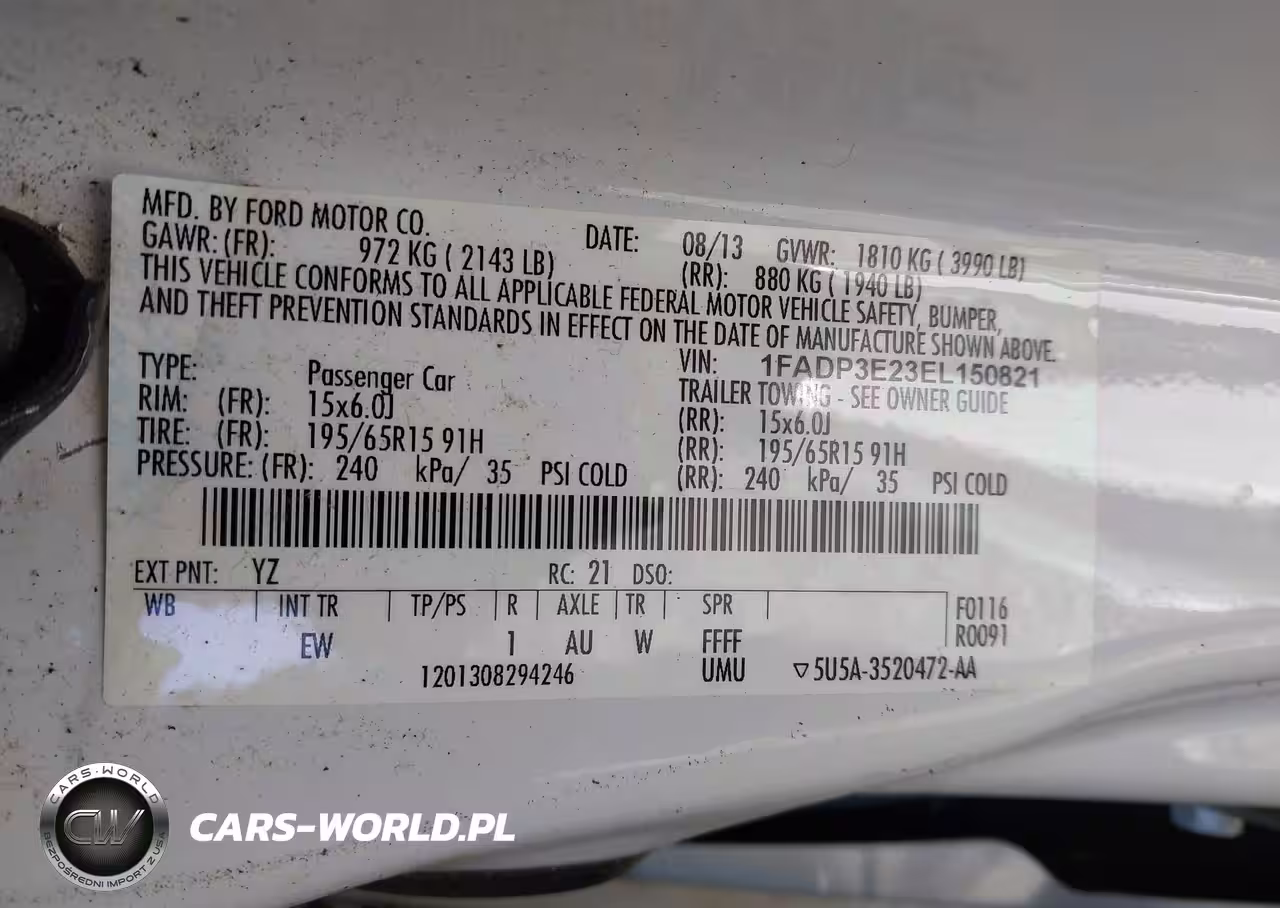 MFD. BY FORD MOTOR CO. DATE: 08/13 GVWR: 1810 KG ( 3990 LB)
GAWR: (FR): 972 KG ( 2143 LB) (RR): 880 KG ( 1940 LB)
THIS VEHICLE CONFORMS TO ALL APPLICABLE FEDERAL MOTOR VEHICLE SAFETY, BUMPER,
AND THEFT PREVENTION STANDARDS IN EFFECT ON THE DATE OF MANUFACTURE SHOWN ABOVE.
VIN: 1FADP3E23EL150821
TYPE: Passenger Car TRAILER TOWING - SEE OWNER GUIDE
RIM: (FR): 15x6.0J (RR): 15x6.0J
TIRE: (FR): 195/65R15 91H (RR): 195/65R15 91H
PRESSURE: (FR): 240 kPa/ 35 PSI COLD (RR): 240 kPa/ 35 PSI COLD
EXT PNT: YZ RC: 21 DSO:
WB INT TR TP/PS R AXLE TR SPR F0116
EW 1 AU W FFFF R0091
1201308294246 UMU ▽5U5A-3520472-AA
CARS-WORLD
CW
BEZPOŚREDNI IMPORT Z USA
CARS-WORLD.PL